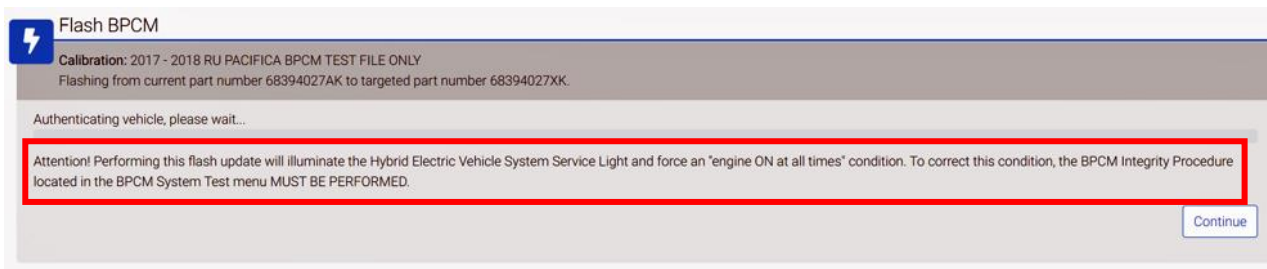 Flash BPCM
Calibration: 2017 - 2018 RU PACIFICA BPCM TEST FILE ONLY
Flashing from current part number 68394027AK to targeted part number 68394027XK.
Authenticating vehicle, please wait...
Attention! Performing this flash update will illuminate the Hybrid Electric Vehicle System Service Light and force an "engine ON at all times" condition. To correct this condition, the BPCM Integrity Procedure
located in the BPCM System Test menu MUST BE PERFORMED.
Continue